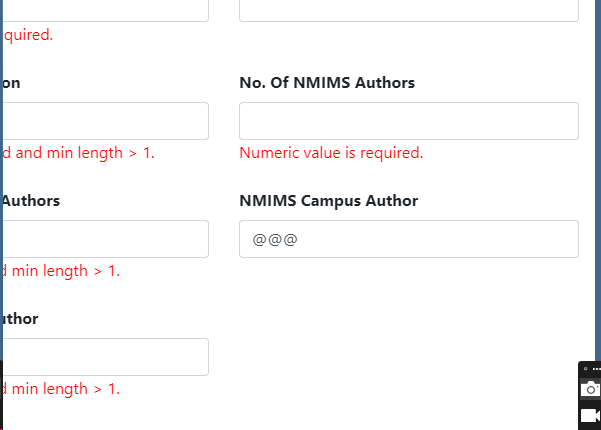 quired.
on
No. Of NMIMS Authors
d and min length > 1.
Numeric value is required.
Authors
NMIMS Campus Author
@@@
d min length > 1.
uthor
d min length > 1.